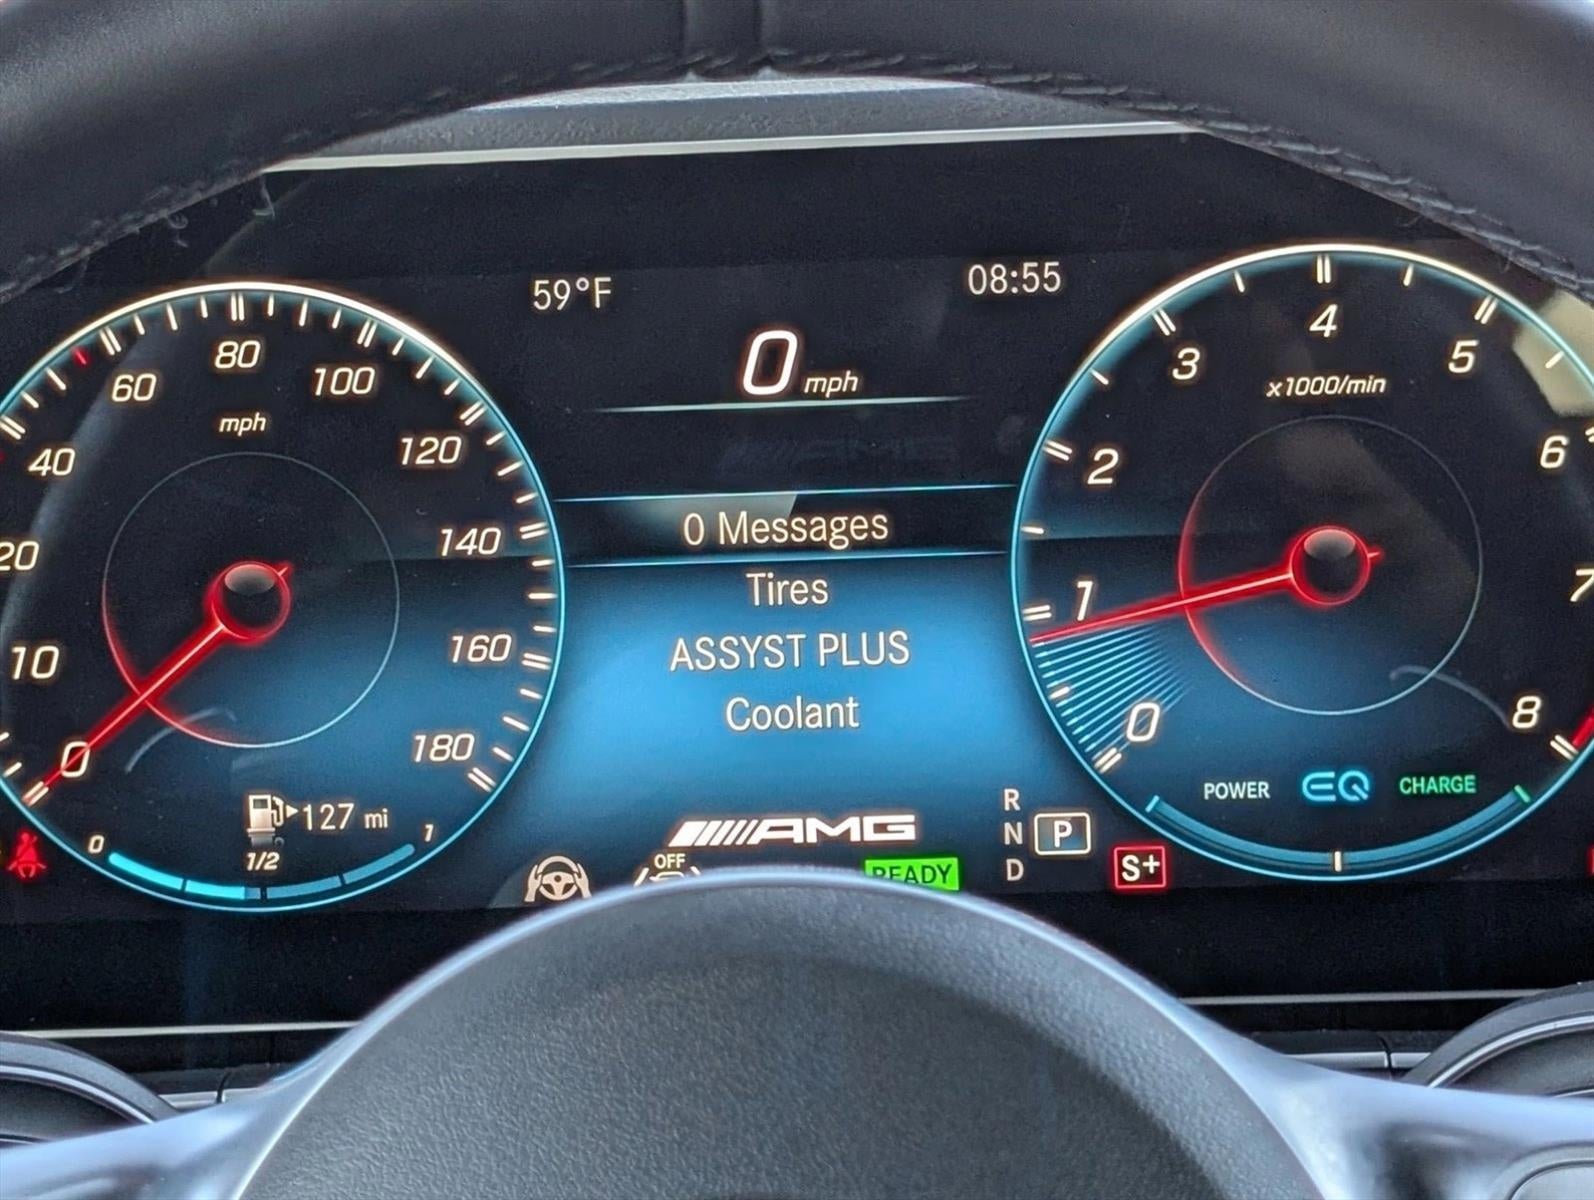 59°F
08:55
0 mph
0 Messages
Tires
ASSYST PLUS
Coolant
AMG
0
10
20
40
60
80
100
120
140
160
180
mph
127 mi
0 1/2 1
OFF
READY
R
N
D
P
S+
0
1
2
3
4
5
6
7
8
x1000/min
POWER EQ CHARGE